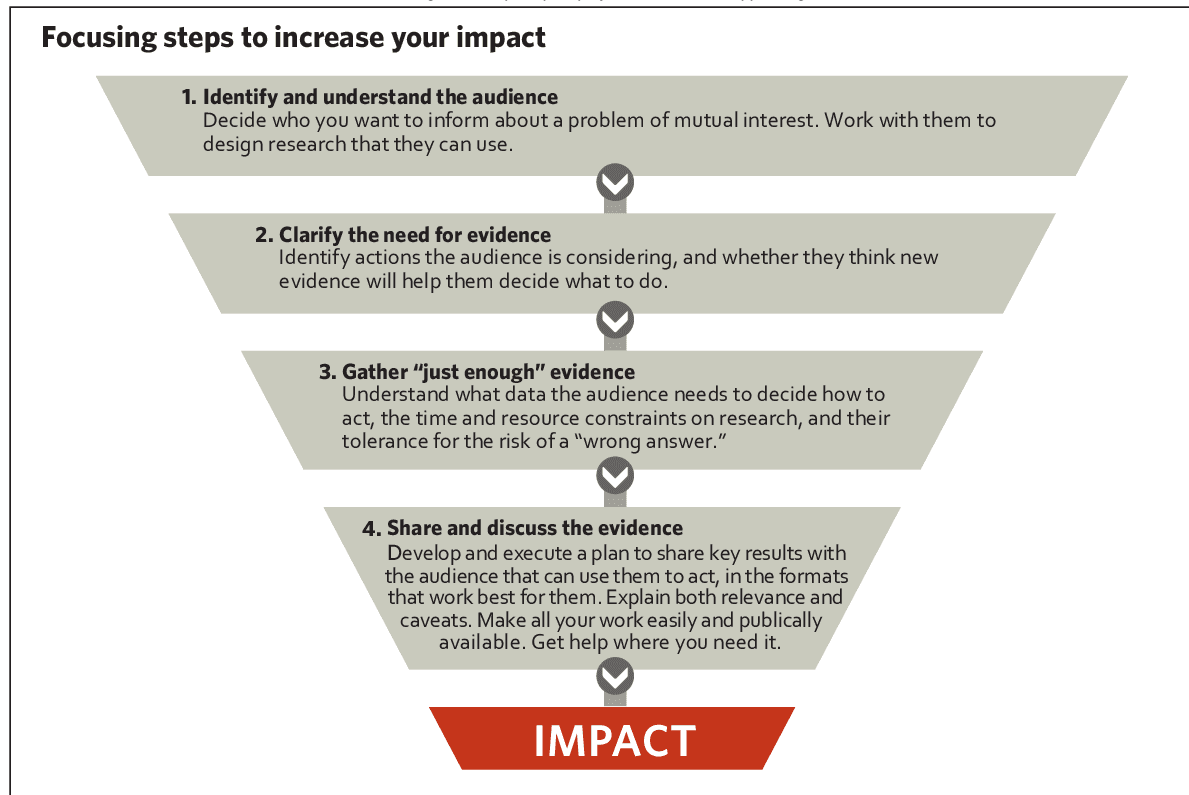 Focusing steps to increase your impact
1. Identify and understand the audience
Decide who you want to inform about a problem of mutual interest. Work with them to
design research that they can use.
2. Clarify the need for evidence
Identify actions the audience is considering, and whether they think new
evidence will help them decide what to do.
3. Gather “just enough” evidence
Understand what data the audience needs to decide how to
act, the time and resource constraints on research, and their
tolerance for the risk of a “wrong answer.”
4. Share and discuss the evidence
Develop and execute a plan to share key results with
the audience that can use them to act, in the formats
that work best for them. Explain both relevance and
caveats. Make all your work easily and publically
available. Get help where you need it.
IMPACT